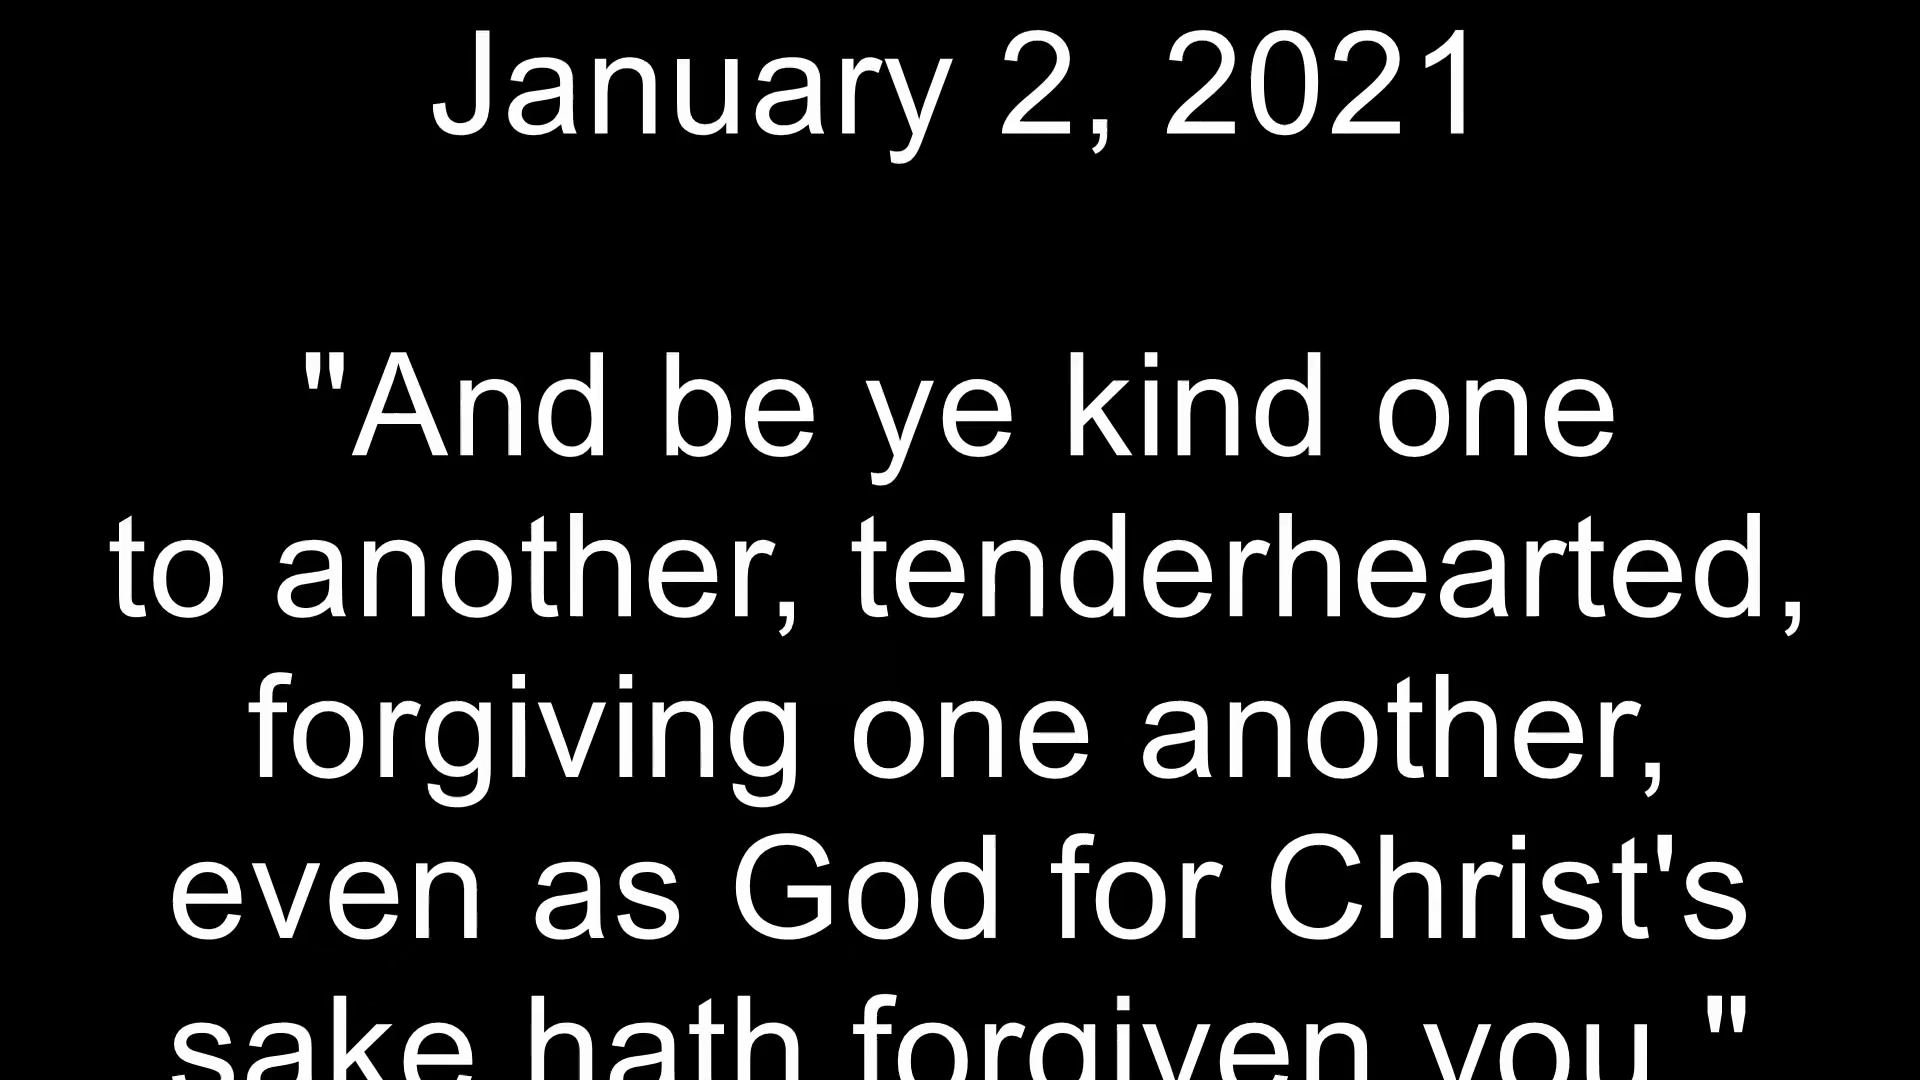 January 2, 2021
"And be ye kind one
to another, tenderhearted,
forgiving one another,
even as God for Christ's
sake hath forgiven you."